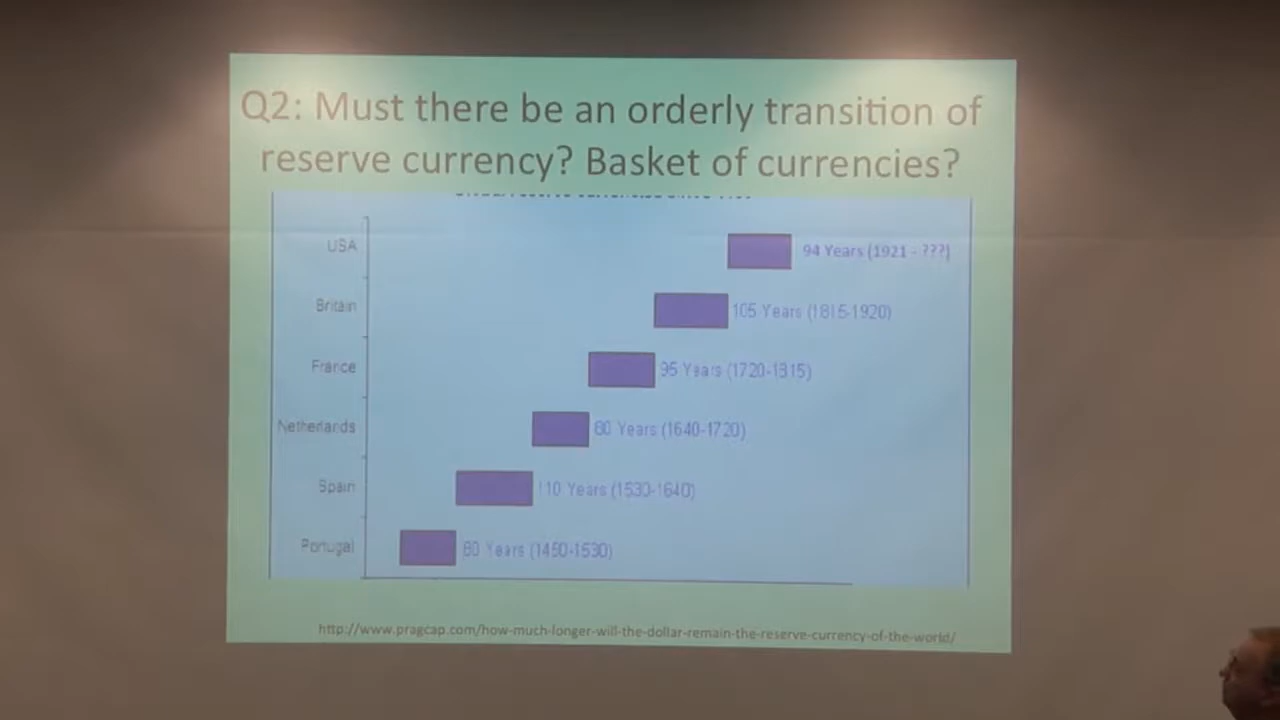 Q2: Must there be an orderly transition of
reserve currency? Basket of currencies?
USA
94 Years (1921 - ???)
Britain
105 Years (1815-1920)
France
95 Years (1720-1815)
Netherlands
80 Years (1640-1720)
Spain
110 Years (1530-1640)
Portugal
80 Years (1450-1530)
http://www.pragcap.com/how-much-longer-will-the-dollar-remain-the-reserve-currency-of-the-world/